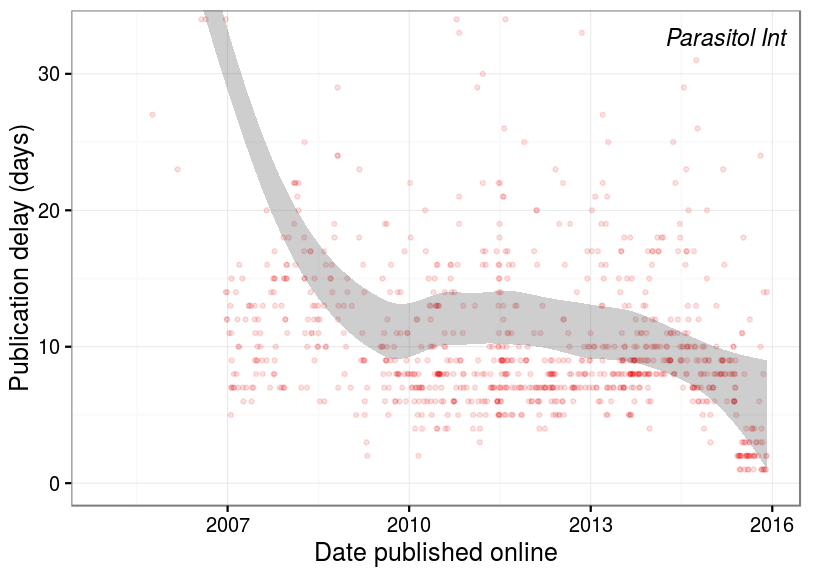 Parasitol Int
Publication delay (days)
30
20
10
0
2007 2010 2013 2016
Date published online